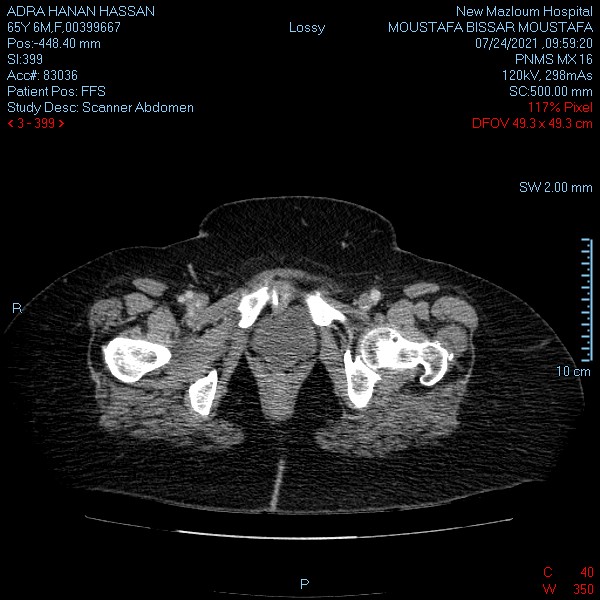 ADRA HANAN HASSAN
65Y 6M,F,00399667
Pos:-448.40 mm
SI:399
Acc#: 83036
Patient Pos: FFS
Study Desc: Scanner Abdomen
< 3 - 399 >
Lossy
New Mazloum Hospital
MOUSTAFA BISSAR MOUSTAFA
07/24/2021 ,09:59:20
PNMS MX 16
120kV, 298mAs
SC:500.00 mm
117% Pixel
DFOV 49.3 x 49.3 cm
SW 2.00 mm
R
10 cm
P
C 40
W 350